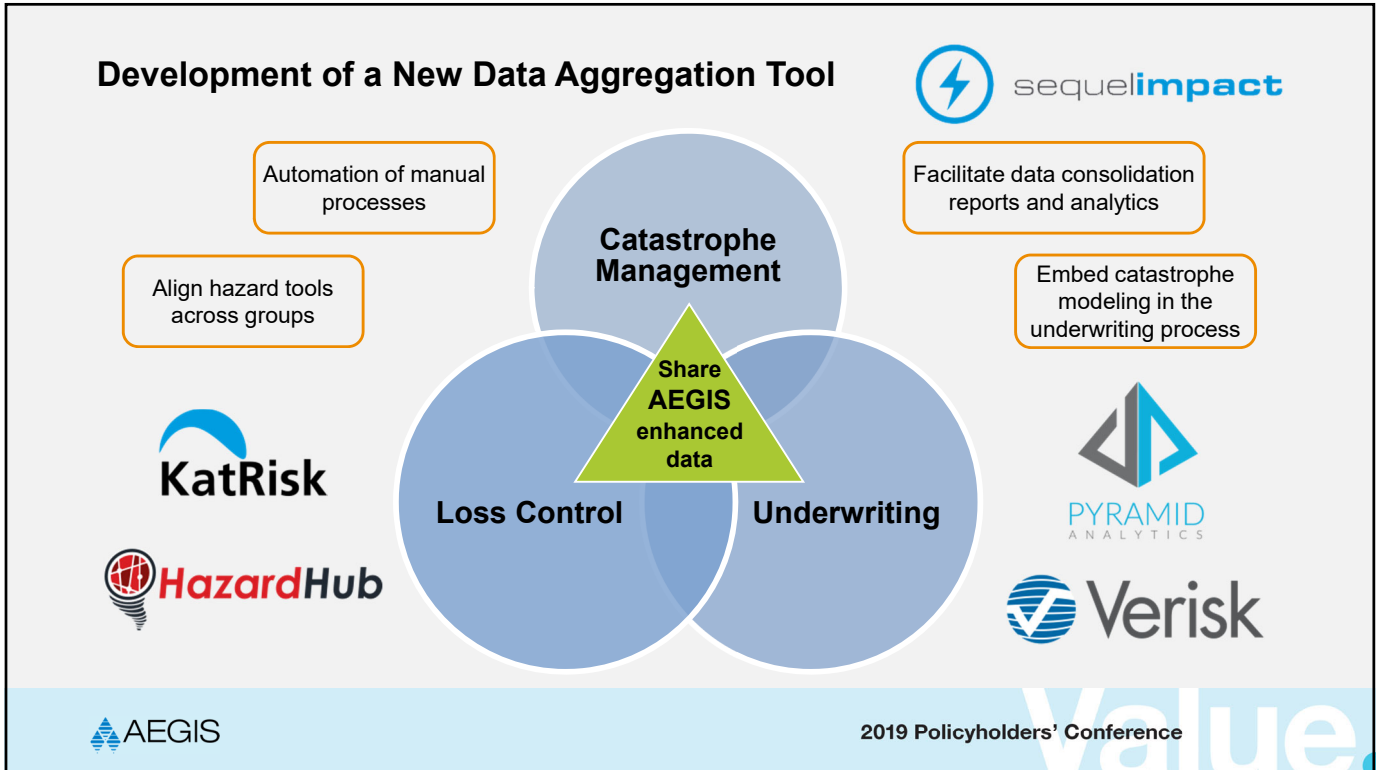 Development of a New Data Aggregation Tool
sequelimpact
Automation of manual
processes
Facilitate data consolidation
reports and analytics
Align hazard tools
across groups
Embed catastrophe
modeling in the
underwriting process
Catastrophe
Management
Share
AEGIS
enhanced
data
Loss Control
Underwriting
KatRisk
HazardHub
PYRAMID
ANALYTICS
Verisk
AEGIS
2019 Policyholders' Conference
Value.